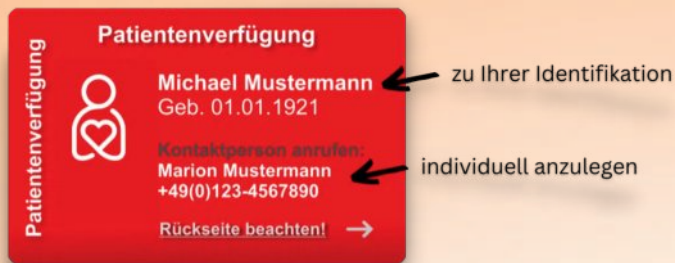 Patientenverfügung
Patientenverfügung
Michael Mustermann
Geb. 01.01.1921
Kontaktperson anrufen:
Marion Mustermann
+49(0)123-4567890
Rückseite beachten!
zu Ihrer Identifikation
individuell anzulegen